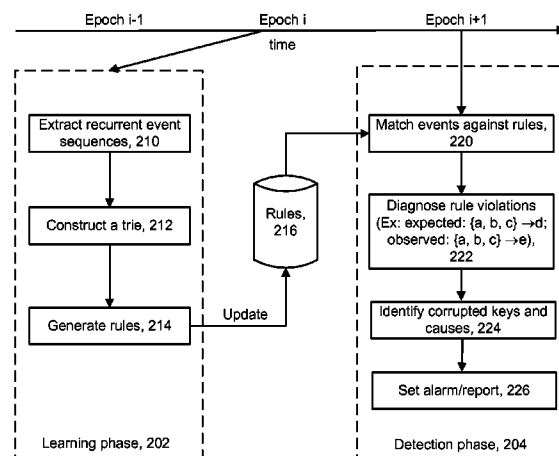 Epoch i-1 Epoch i Epoch i+1
time
Extract recurrent event
sequences, 210
Construct a trie, 212
Generate rules, 214
Learning phase, 202
Update
Rules,
216
Match events against rules,
220
Diagnose rule violations
(Ex: expected: {a, b, c} →d;
observed: {a, b, c} →e),
222
Identify corrupted keys and
causes, 224
Set alarm/report, 226
Detection phase, 204